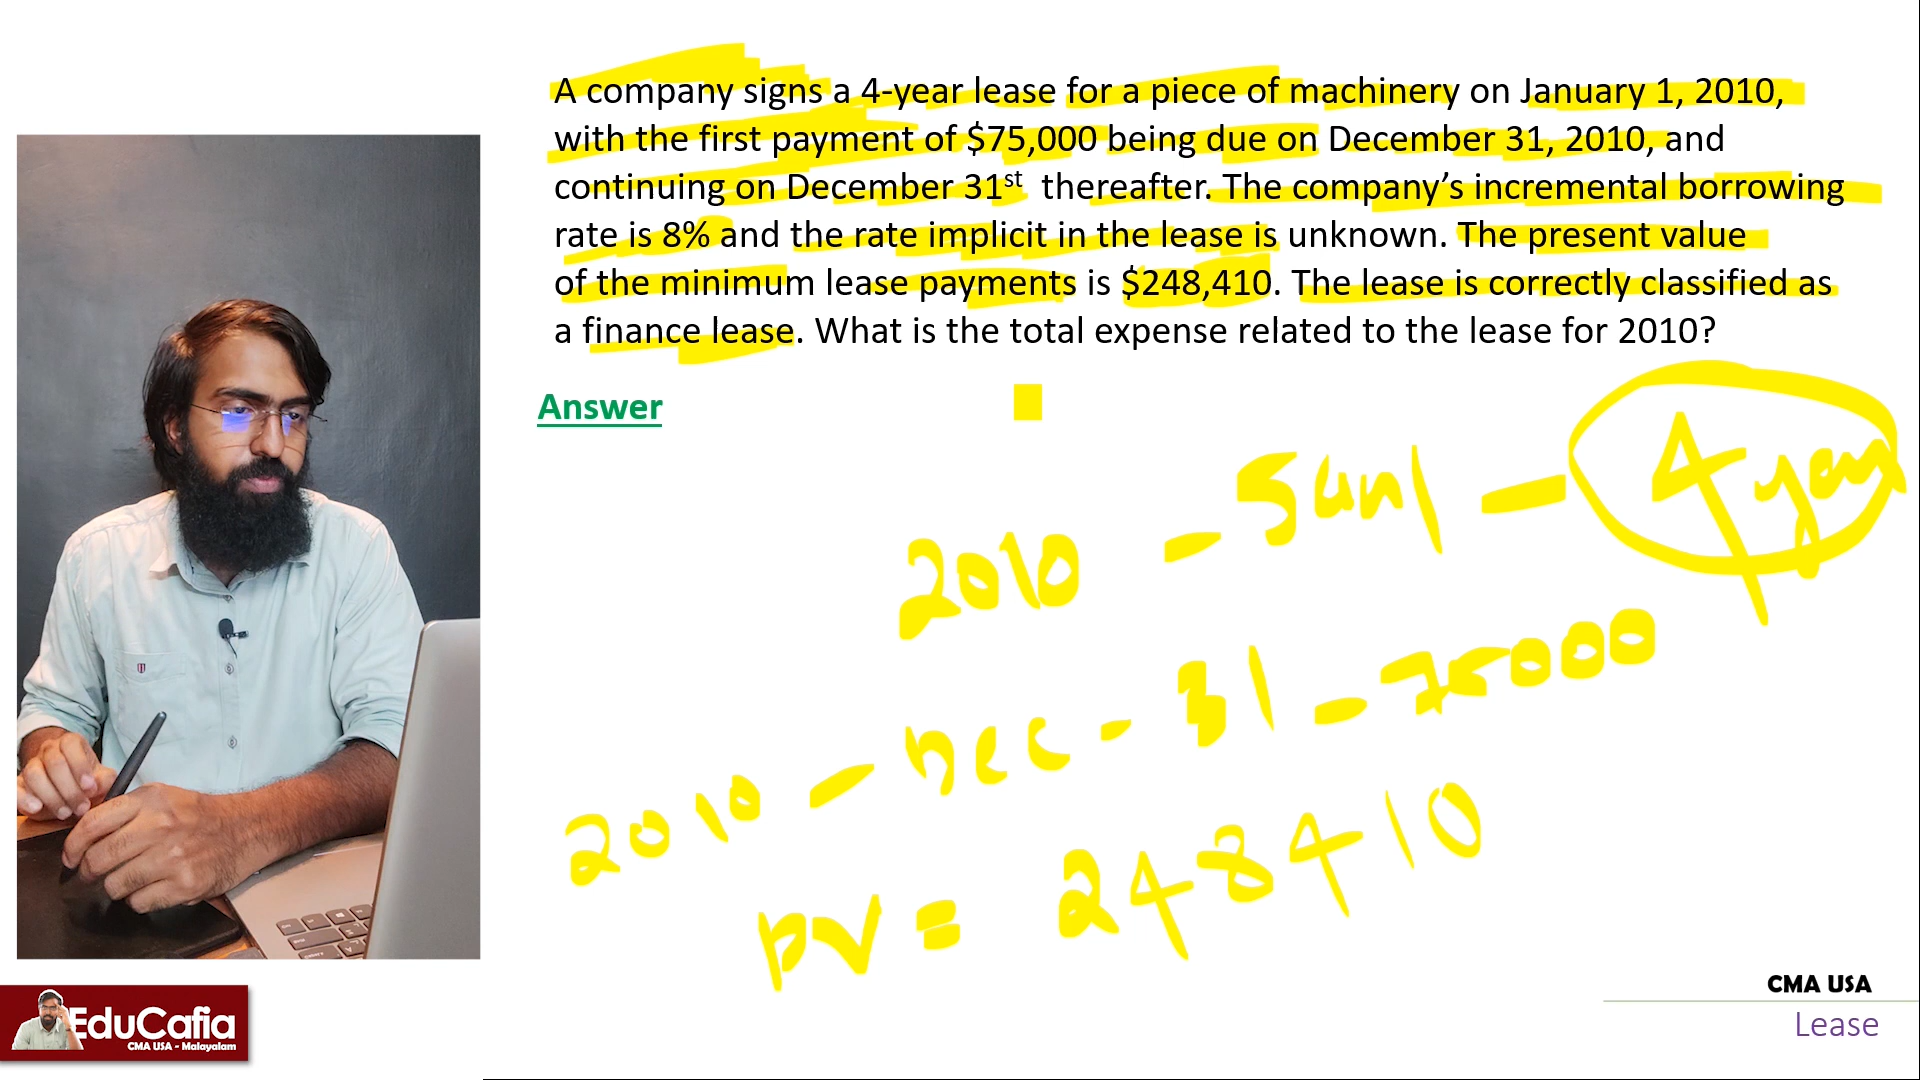 A company signs a 4-year lease for a piece of machinery on January 1, 2010,
with the first payment of $75,000 being due on December 31, 2010, and
continuing on December 31st thereafter. The company’s incremental borrowing
rate is 8% and the rate implicit in the lease is unknown. The present value
of the minimum lease payments is $248,410. The lease is correctly classified as
a finance lease. What is the total expense related to the lease for 2010?
Answer
2010 - Jan 1 - 4 year
2010 - Dec - 31 - 75000
PV = 248410
CMA USA
Lease
EduCafia
CMA USA - Malayalam